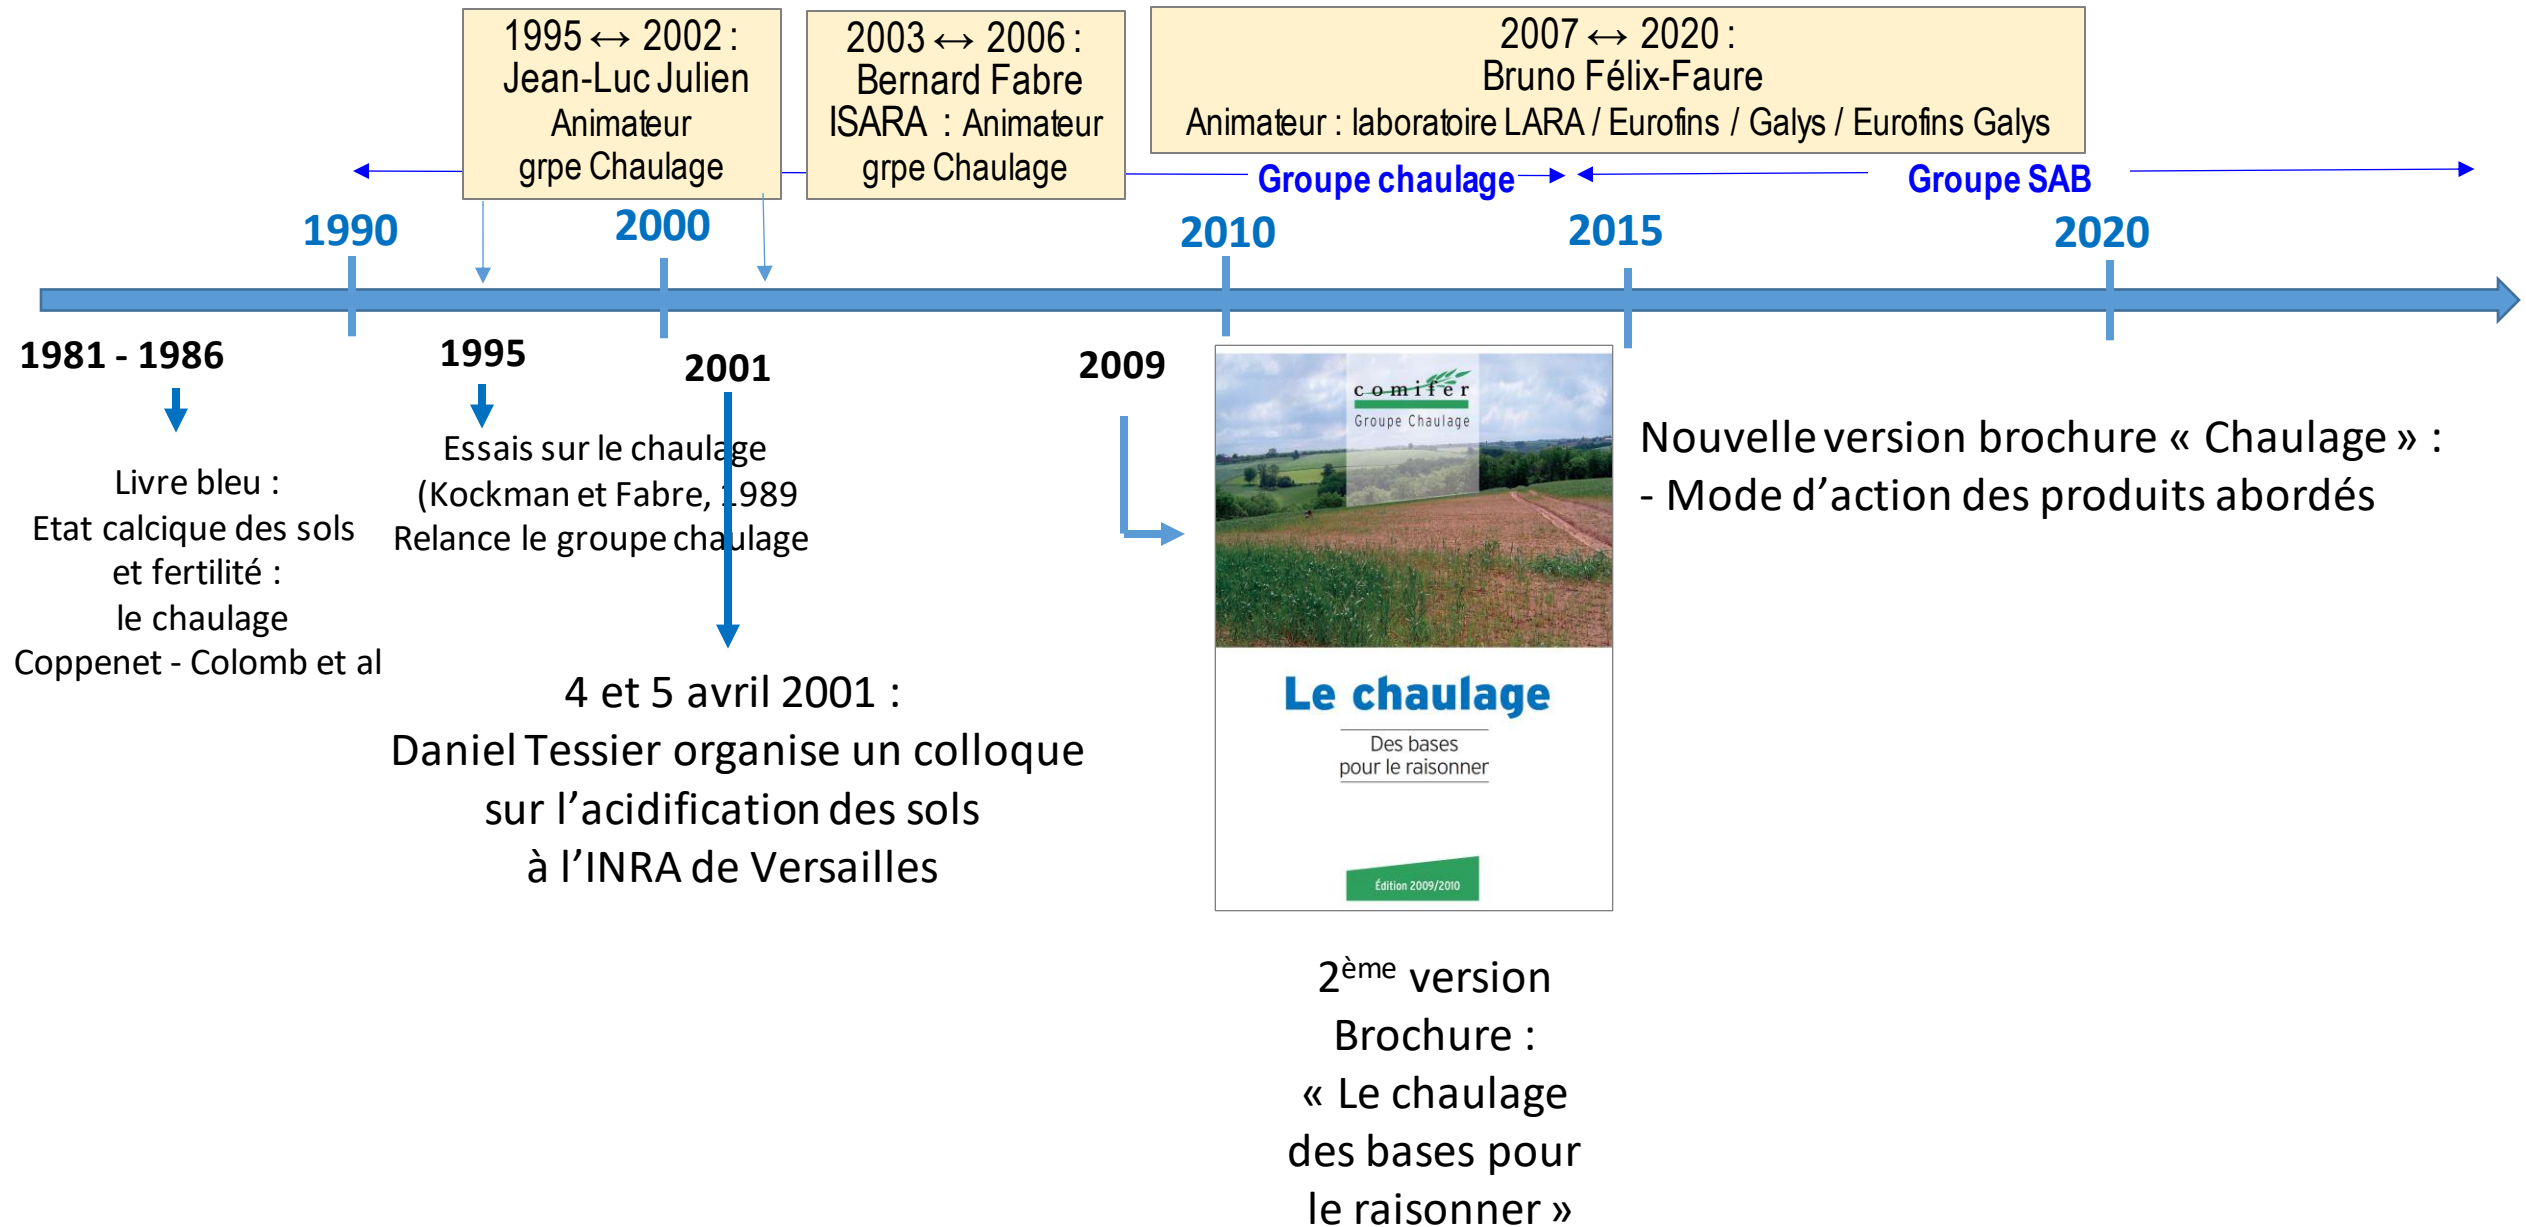 1995 ↔ 2002 :
Jean-Luc Julien
Animateur
grpe Chaulage
2003 ↔ 2006 :
Bernard Fabre
ISARA : Animateur
grpe Chaulage
2007 ↔ 2020 :
Bruno Félix-Faure
Animateur : laboratoire LARA / Eurofins / Galys / Eurofins Galys
Groupe chaulage
Groupe SAB
1990
2000
2010
2015
2020
1981 - 1986
Livre bleu :
Etat calcique des sols
et fertilité :
le chaulage
Coppenet - Colomb et al
1995
Essais sur le chaulage
(Kockman et Fabre, 1989
Relance le groupe chaulage
2001
4 et 5 avril 2001 :
Daniel Tessier organise un colloque
sur l’acidification des sols
à l’INRA de Versailles
2009
comifer
Groupe Chaulage
Le chaulage
Des bases
pour le raisonner
Édition 2009/2010
2ème version
Brochure :
« Le chaulage
des bases pour
le raisonner »
Nouvelle version brochure « Chaulage » :
- Mode d’action des produits abordés